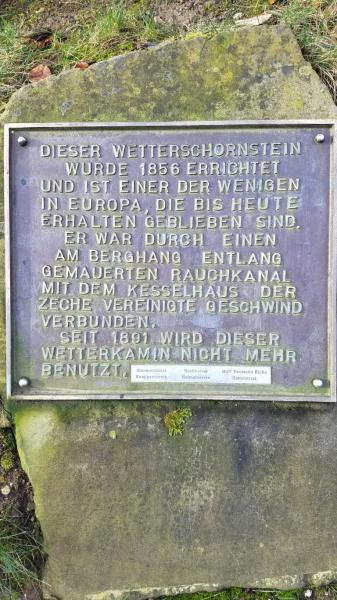 DIESER WETTERSCHORNSTEIN
WURDE 1856 ERRICHTET
UND IST EINER DER WENIGEN
IN EUROPA, DIE BIS HEUTE
ERHALTEN GEBLIEBEN SIND.
ER WAR DURCH EINEN
AM BERGHANG ENTLANG
GEMAUERTEN RAUCHKANAL
MIT DEM KESSELHAUS DER
ZECHE VEREINIGTE GESCHWIND
VERBUNDEN.
SEIT 1891 WIRD DIESER
WETTERKAMIN NICHT MEHR
BENUTZT.